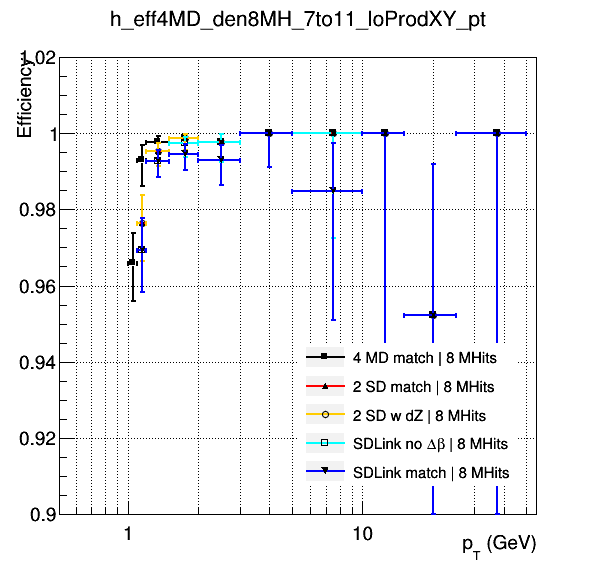 h_eff4MD_den8MH_7to11_loProdXY_pt
Efficiency
1.02
1
0.98
0.96
0.94
0.92
0.9
4 MD match | 8 MHits
2 SD match | 8 MHits
2 SD w dZ | 8 MHits
SDLink no Δβ | 8 MHits
SDLink match | 8 MHits
1
10
p_T (GeV)